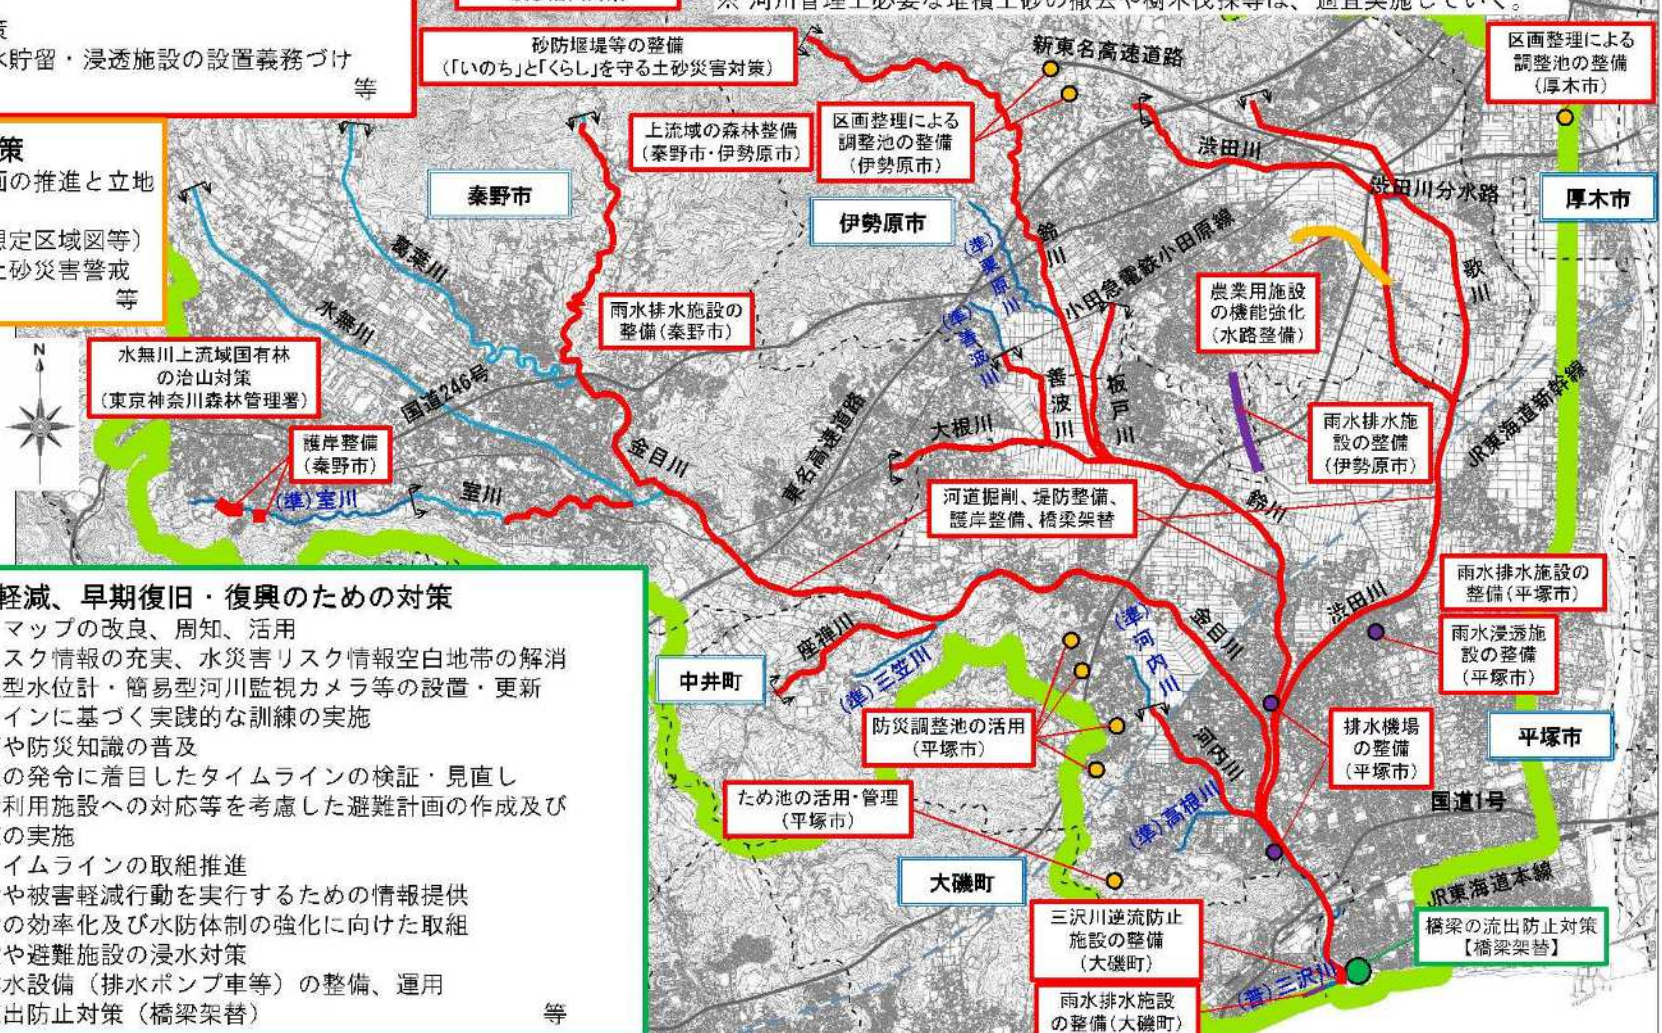 ※ 河川管理上必要な堆積土砂の撤去や樹木伐採等は、適宜実施していく。
策
水貯留・浸透施設の設置義務づけ
等
策
画の推進と立地
想定区域図等）
土砂災害警戒
等
砂防堰堤等の整備
（｢いのち｣と｢くらし｣を守る土砂災害対策）
新東名高速道路
区画整理による
調整池の整備
（厚木市）
上流域の森林整備
（秦野市・伊勢原市）
区画整理による
調整池の整備
（伊勢原市）
渋田川
渋田川分水路
秦野市
伊勢原市
厚木市
葛葉川
水無川
鈴川
(準)栗原川
(準)善波川
小田急電鉄小田原線
歌川
農業用施設
の機能強化
（水路整備）
雨水排水施設の
整備（秦野市）
N
水無川上流域国有林
の治山対策
（東京神奈川森林管理署）
国道246号
護岸整備
（秦野市）
金目川
東名高速道路
大根川
善波川
板戸川
JR東海道新幹線
雨水排水施
設の整備
（伊勢原市）
(準)室川
室川
河道掘削、堤防整備、
護岸整備、橋梁架替
鈴川
軽減、早期復旧・復興のための対策
マップの改良、周知、活用
スク情報の充実、水災害リスク情報空白地帯の解消
型水位計・簡易型河川監視カメラ等の設置・更新
インに基づく実践的な訓練の実施
や防災知識の普及
の発令に着目したタイムラインの検証・見直し
利用施設への対応等を考慮した避難計画の作成及び
の実施
イムラインの取組推進
や被害軽減行動を実行するための情報提供
の効率化及び水防体制の強化に向けた取組
や避難施設の浸水対策
水設備（排水ポンプ車等）の整備、運用
出防止対策（橋梁架替）
等
雨水排水施設の
整備（平塚市）
渋田川
雨水浸透施
設の整備
（平塚市）
座禅川
(準)三笠川
(準)河内川
金目川
中井町
防災調整池の活用
（平塚市）
河内川
排水機場
の整備
（平塚市）
平塚市
ため池の活用・管理
（平塚市）
(準)高根川
国道1号
大磯町
JR東海道本線
三沢川逆流防止
施設の整備
（大磯町）
橋梁の流出防止対策
【橋梁架替】
(普)三沢川
雨水排水施設
の整備（大磯町）